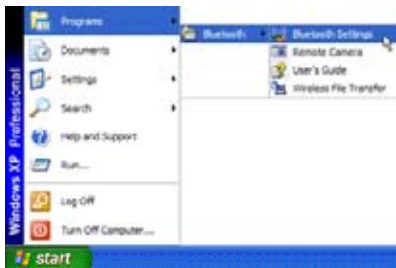 Programs
Documents
Settings
Search
Help and Support
Run...
Log Off
Turn Off Computer...
Windows XP Professional
start
Bluetooth
Bluetooth Settings
Remote Camera
User's Guide
Wireless File Transfer